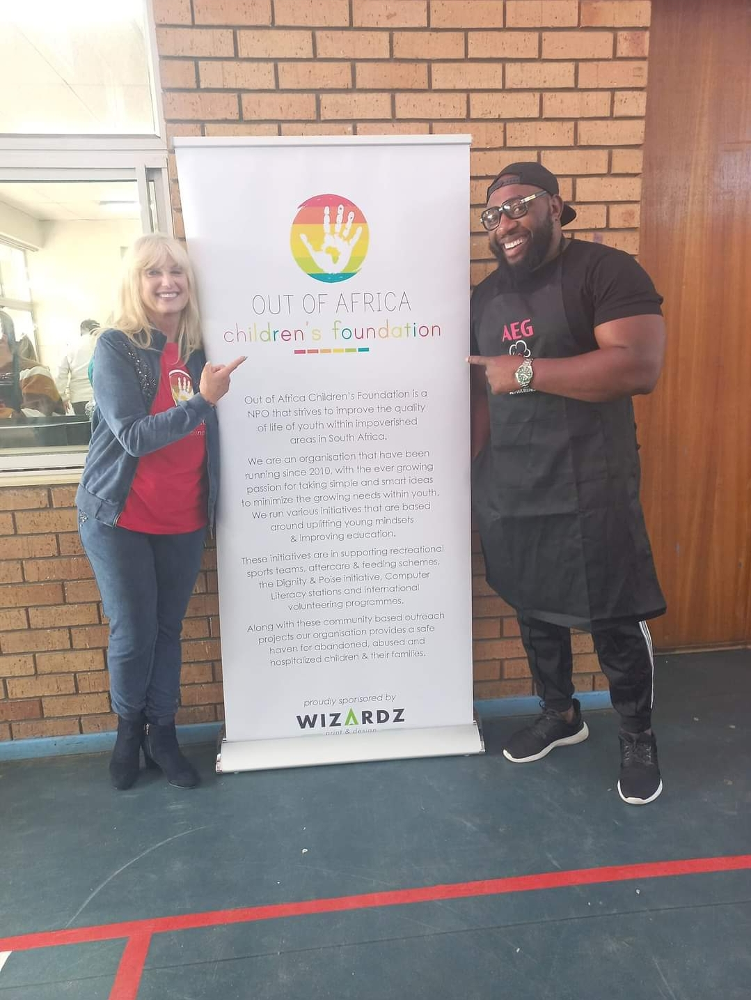 OUT OF AFRICA
children's foundation
Out of Africa Children's Foundation is a
NPO that strives to improve the quality
of life of youth within impoverished
areas in South Africa.
We are an organisation that have been
running since 2010, with the ever growing
passion for taking simple and smart ideas
to minimize the growing needs within youth.
We run various initiatives that are based
around uplifting young mindsets
& improving education.
These initiatives are in supporting recreational
sports teams, aftercare & feeding schemes,
the Dignity & Poise initiative, Computer
Literacy stations and international
volunteering programmes.
Along with these community based outreach
projects our organisation provides a safe
haven for abandoned, abused and
hospitalized children & their families.
proudly sponsored by
WIZARDZ
print & design
AEG